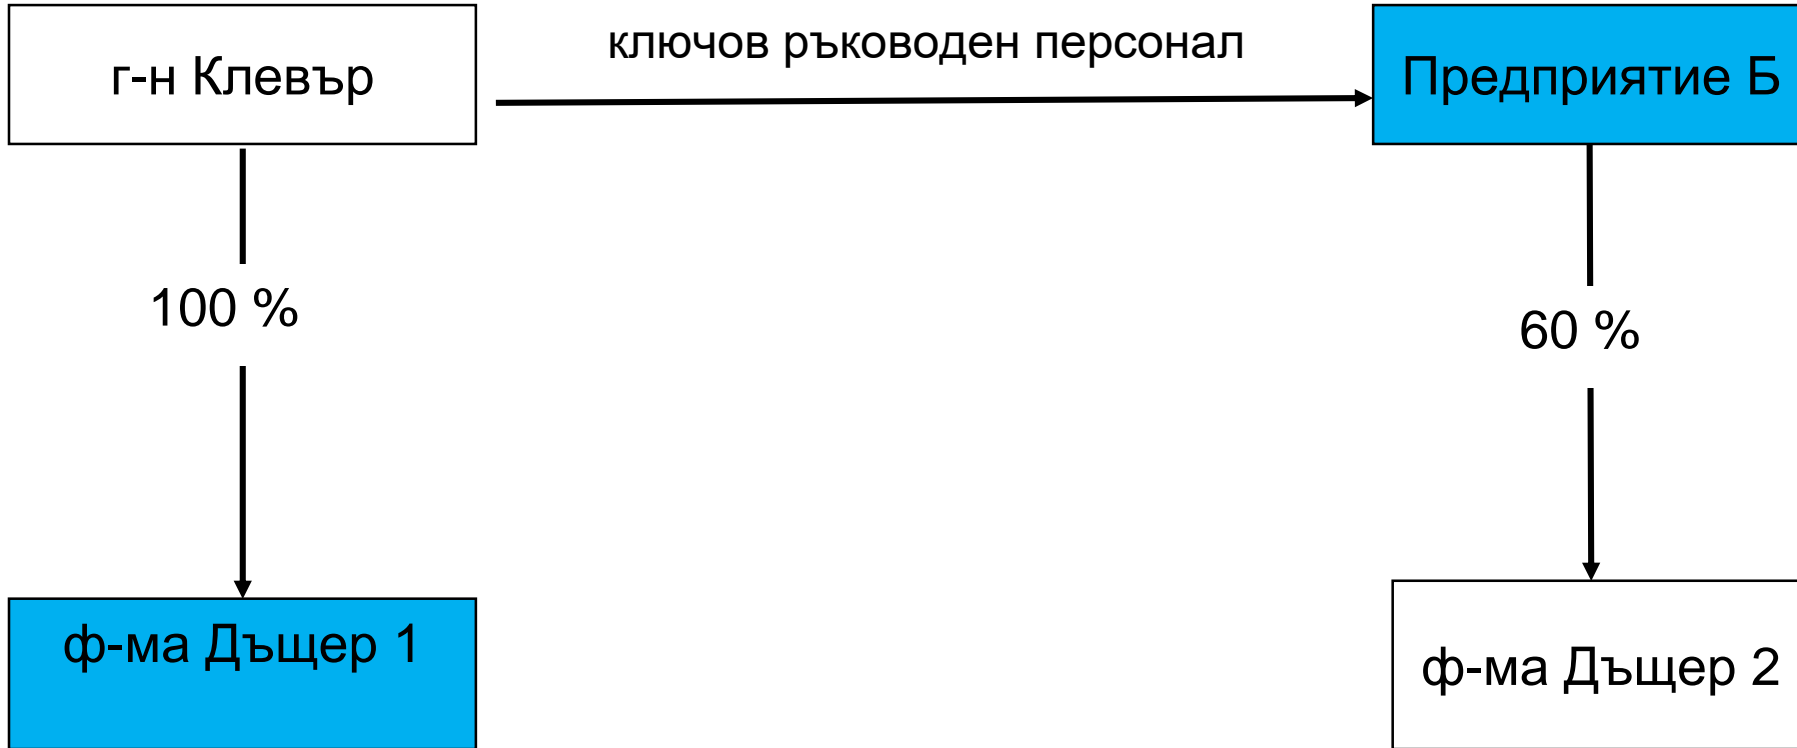 г-н Клевър
ключов ръководен персонал
Предприятие Б
100 %
60 %
ф-ма Дъщер 1
ф-ма Дъщер 2